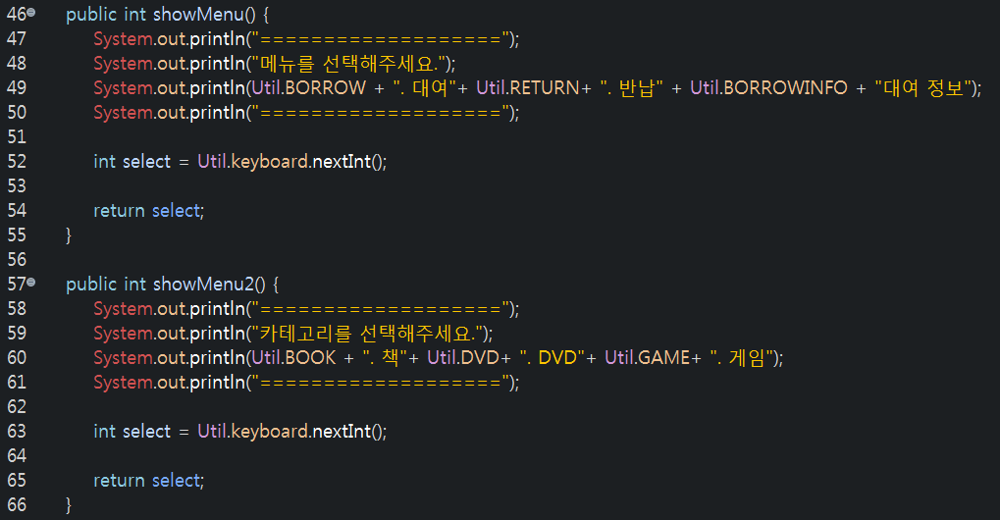 46 public int showMenu() {
47 System.out.println("===================");
48 System.out.println("메뉴를 선택해주세요.");
49 System.out.println(Util.BORROW + ". 대여"+ Util.RETURN+ ". 반납" + Util.BORROWINFO + "대여 정보");
50 System.out.println("===================");
51
52 int select = Util.keyboard.nextInt();
53
54 return select;
55 }
56
57 public int showMenu2() {
58 System.out.println("===================");
59 System.out.println("카테고리를 선택해주세요.");
60 System.out.println(Util.BOOK + ". 책"+ Util.DVD+ ". DVD"+ Util.GAME+ ". 게임");
61 System.out.println("===================");
62
63 int select = Util.keyboard.nextInt();
64
65 return select;
66 }